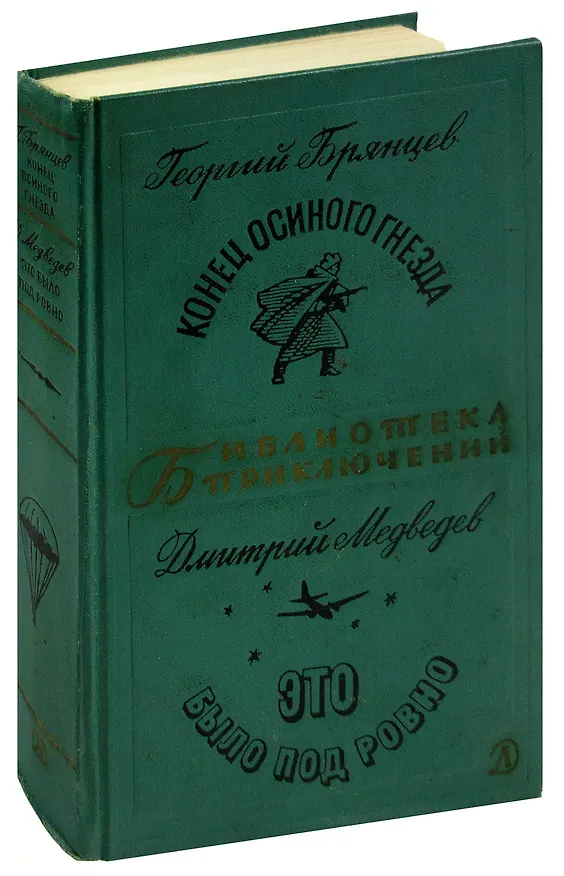 Г. Брянцев
КОНЕЦ
ОСИНОГО
ГНЕЗДА
Д. Медведев
ЭТО БЫЛО
ПОД РОВНО
Георгий Брянцев
КОНЕЦ ОСИНОГО ГНЕЗДА
БИБЛИОТЕКА
ПРИКЛЮЧЕНИЙ
Дмитрий Медведев
ЭТО
БЫЛО ПОД РОВНО
Д